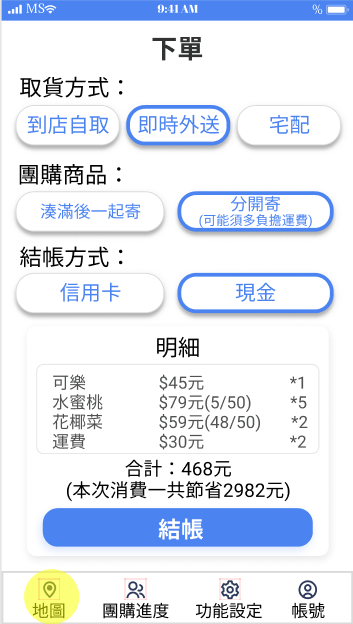 MS 9:41 AM %
下單
取貨方式：
到店自取 即時外送 宅配
團購商品：
湊滿後一起寄 分開寄
(可能須多負擔運費)
結帳方式：
信用卡 現金
明細
可樂 $45元 *1
水蜜桃 $79元(5/50) *5
花椰菜 $59元(48/50) *2
運費 $30元 *2
合計：468元
(本次消費一共節省2982元)
結帳
地圖 團購進度 功能設定 帳號